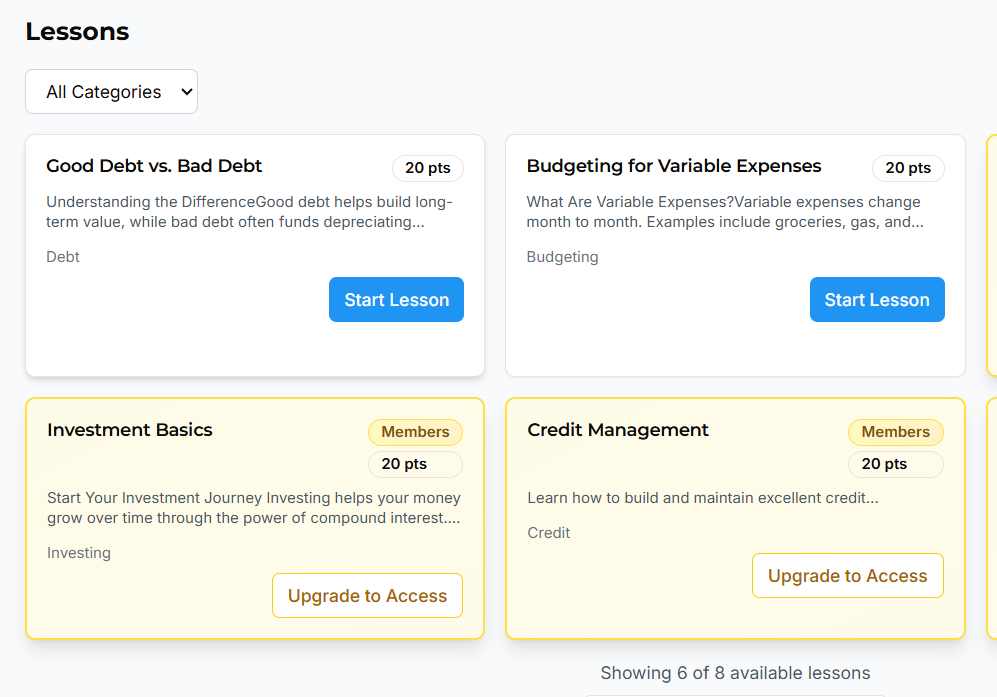 Lessons
All Categories
Good Debt vs. Bad Debt
20 pts
Understanding the DifferenceGood debt helps build long-
term value, while bad debt often funds depreciating...
Debt
Start Lesson
Budgeting for Variable Expenses
20 pts
What Are Variable Expenses?Variable expenses change
month to month. Examples include groceries, gas, and...
Budgeting
Start Lesson
Investment Basics
Members
20 pts
Start Your Investment Journey Investing helps your money
grow over time through the power of compound interest....
Investing
Upgrade to Access
Credit Management
Members
20 pts
Learn how to build and maintain excellent credit...
Credit
Upgrade to Access
Showing 6 of 8 available lessons